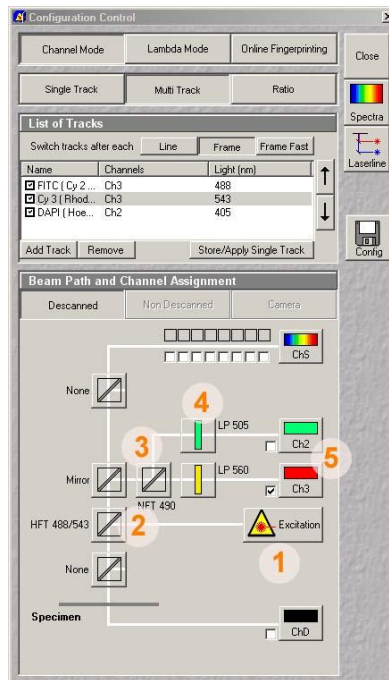 Configuration Control
Channel Mode Lambda Mode Online Fingerprinting Close
Single Track Multi Track Ratio
Spectra
List of Tracks
Switch tracks after each Line Frame Frame Fast
Laserline
Name Channels Light (nm)
FITC ( Cy 2 ... Ch3 488
Cy 3 ( Rhod... Ch3 543
DAPI ( Hoe... Ch2 405
Add Track Remove Store/Apply Single Track
Config
Beam Path and Channel Assignment
Descanned Non Descanned Camera
ChS
None
4 LP 505
Ch2
3
5
Mirror LP 560
Ch3
NFT 490
HFT 488/543 2 Excitation
1
None
Specimen
ChD